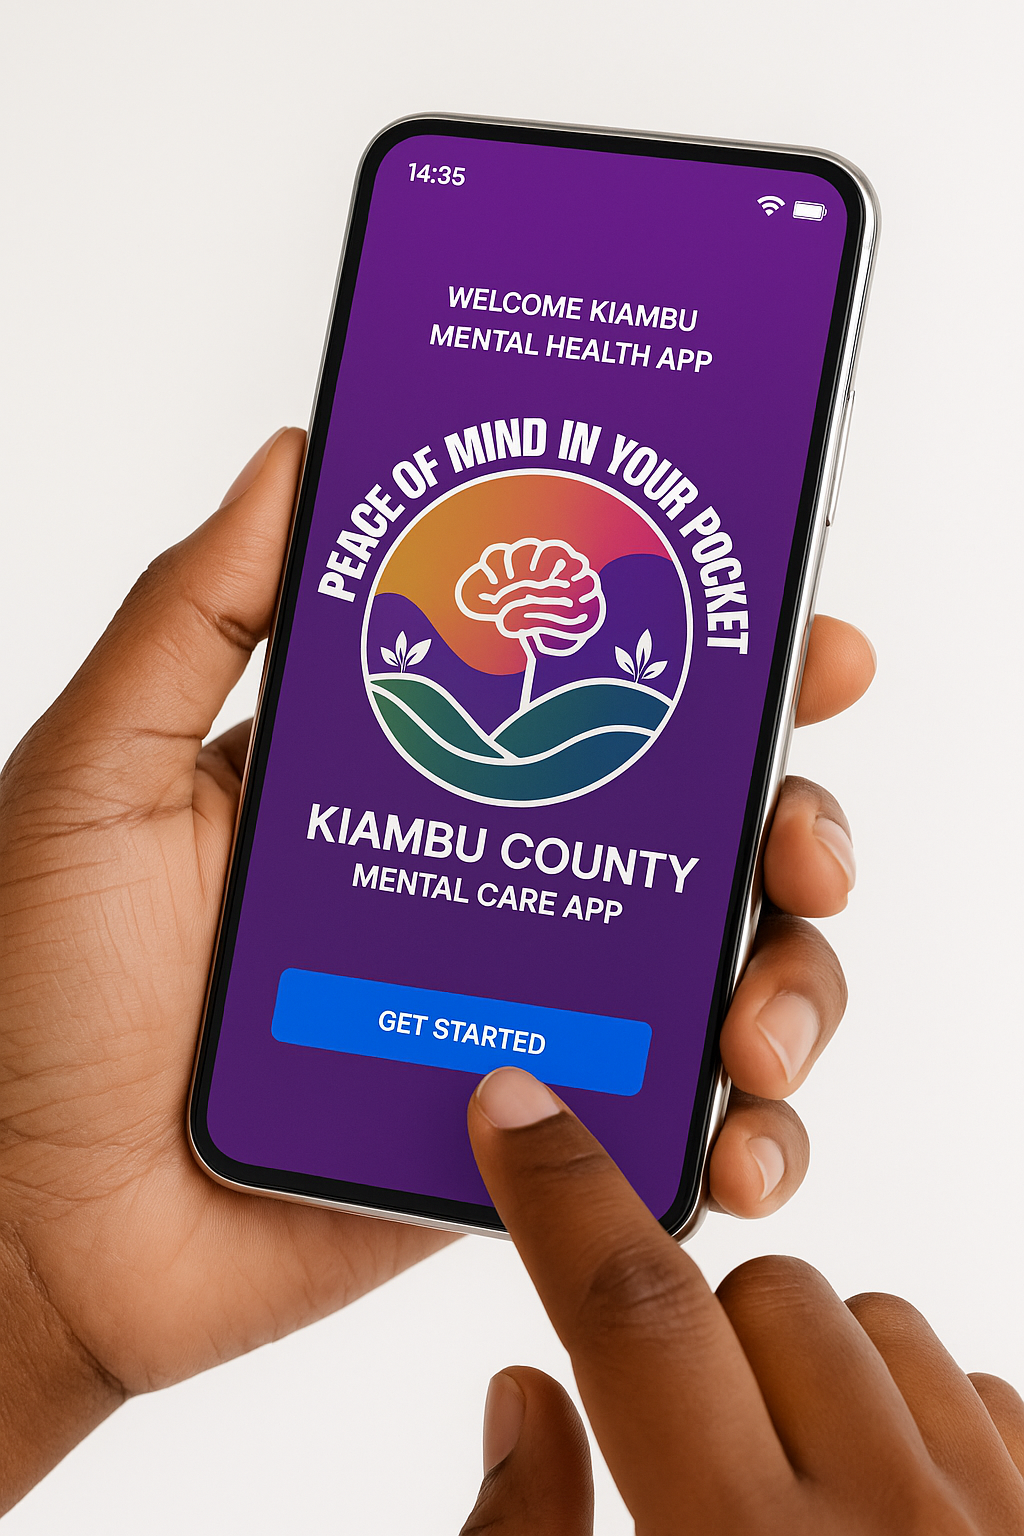 14:35
WELCOME KIAMBU
MENTAL HEALTH APP
PEACE OF MIND IN YOUR POCKET
KIAMBU COUNTY
MENTAL CARE APP
GET STARTED